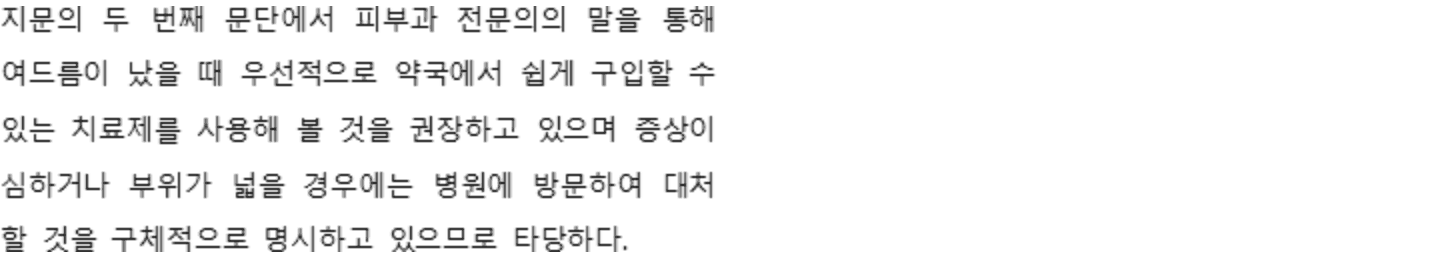 지문의 두 번째 문단에서 피부과 전문의의 말을 통해
여드름이 났을 때 우선적으로 약국에서 쉽게 구입할 수
있는 치료제를 사용해 볼 것을 권장하고 있으며 증상이
심하거나 부위가 넓을 경우에는 병원에 방문하여 대처
할 것을 구체적으로 명시하고 있으므로 타당하다.